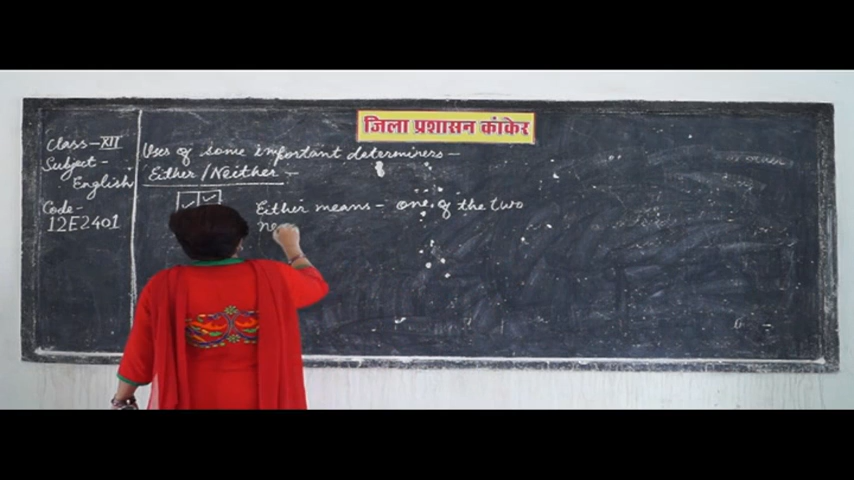 जिला प्रशासन कांकेर
Class - XII
Subject -
English
Code -
12E2401
Uses of some important determiners -
Either / Neither -
Either means - one of the two
ne